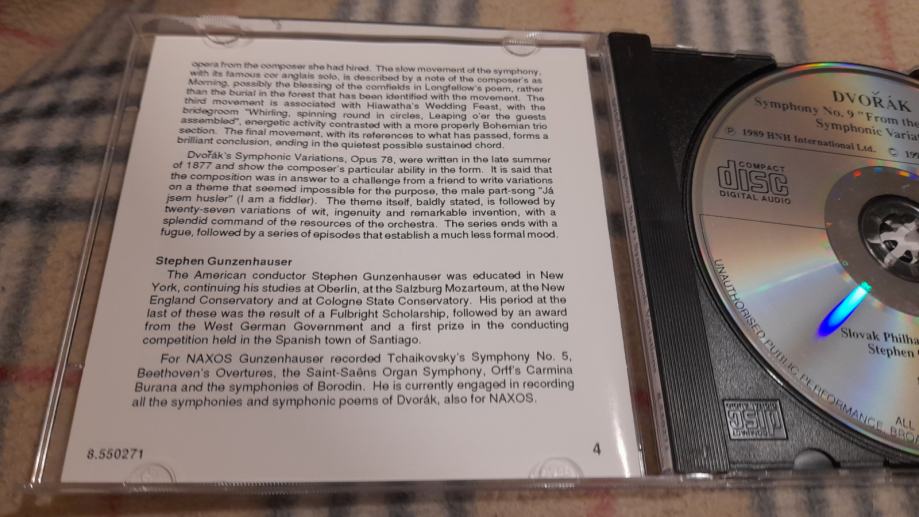 opera from the composer she had hired. The slow movement of the symphony,
with its famous cor anglais solo, is described by a note of the composer's as
Morning, possibly the blessing of the cornfields in Longfellow's poem, rather
than the burial in the forest that has been identified with the movement. The
third movement is associated with Hiawatha's Wedding Feast, with the
bridegroom "Whirling, spinning round in circles, Leaping o'er the guests
assembled", energetic activity contrasted with a more properly Bohemian trio
section. The final movement, with its references to what has passed, forms a
brilliant conclusion, ending in the quietest possible sustained chord.
Dvořák's Symphonic Variations, Opus 78, were written in the late summer
of 1877 and show the composer's particular ability in the form. It is said that
the composition was in answer to a challenge from a friend to write variations
on a theme that seemed impossible for the purpose, the male part-song "Já
jsem husler" (I am a fiddler). The theme itself, baldly stated, is followed by
twenty-seven variations of wit, ingenuity and remarkable invention, with a
splendid command of the resources of the orchestra. The series ends with a
fugue, followed by a series of episodes that establish a much less formal mood.
Stephen Gunzenhauser
The American conductor Stephen Gunzenhauser was educated in New
York, continuing his studies at Oberlin, at the Salzburg Mozarteum, at the New
England Conservatory and at Cologne State Conservatory. His period at the
last of these was the result of a Fulbright Scholarship, followed by an award
from the West German Government and a first prize in the conducting
competition held in the Spanish town of Santiago.
For NAXOS Gunzenhauser recorded Tchaikovsky's Symphony No. 5,
Beethoven's Overtures, the Saint-Saëns Organ Symphony, Orff's Carmina
Burana and the symphonies of Borodin. He is currently engaged in recording
all the symphonies and symphonic poems of Dvořák, also for NAXOS.
8.550271
4
DVOŘÁK
Symphony No. 9 "From the
Symphonic
℗ 1989 HNH International Ltd. ©
COMPACT
disc
DIGITAL AUDIO
Slovak
Stephen
UNAUTHORISED PUBLIC PERFORMANCE,
ALL
COMPACT
disc